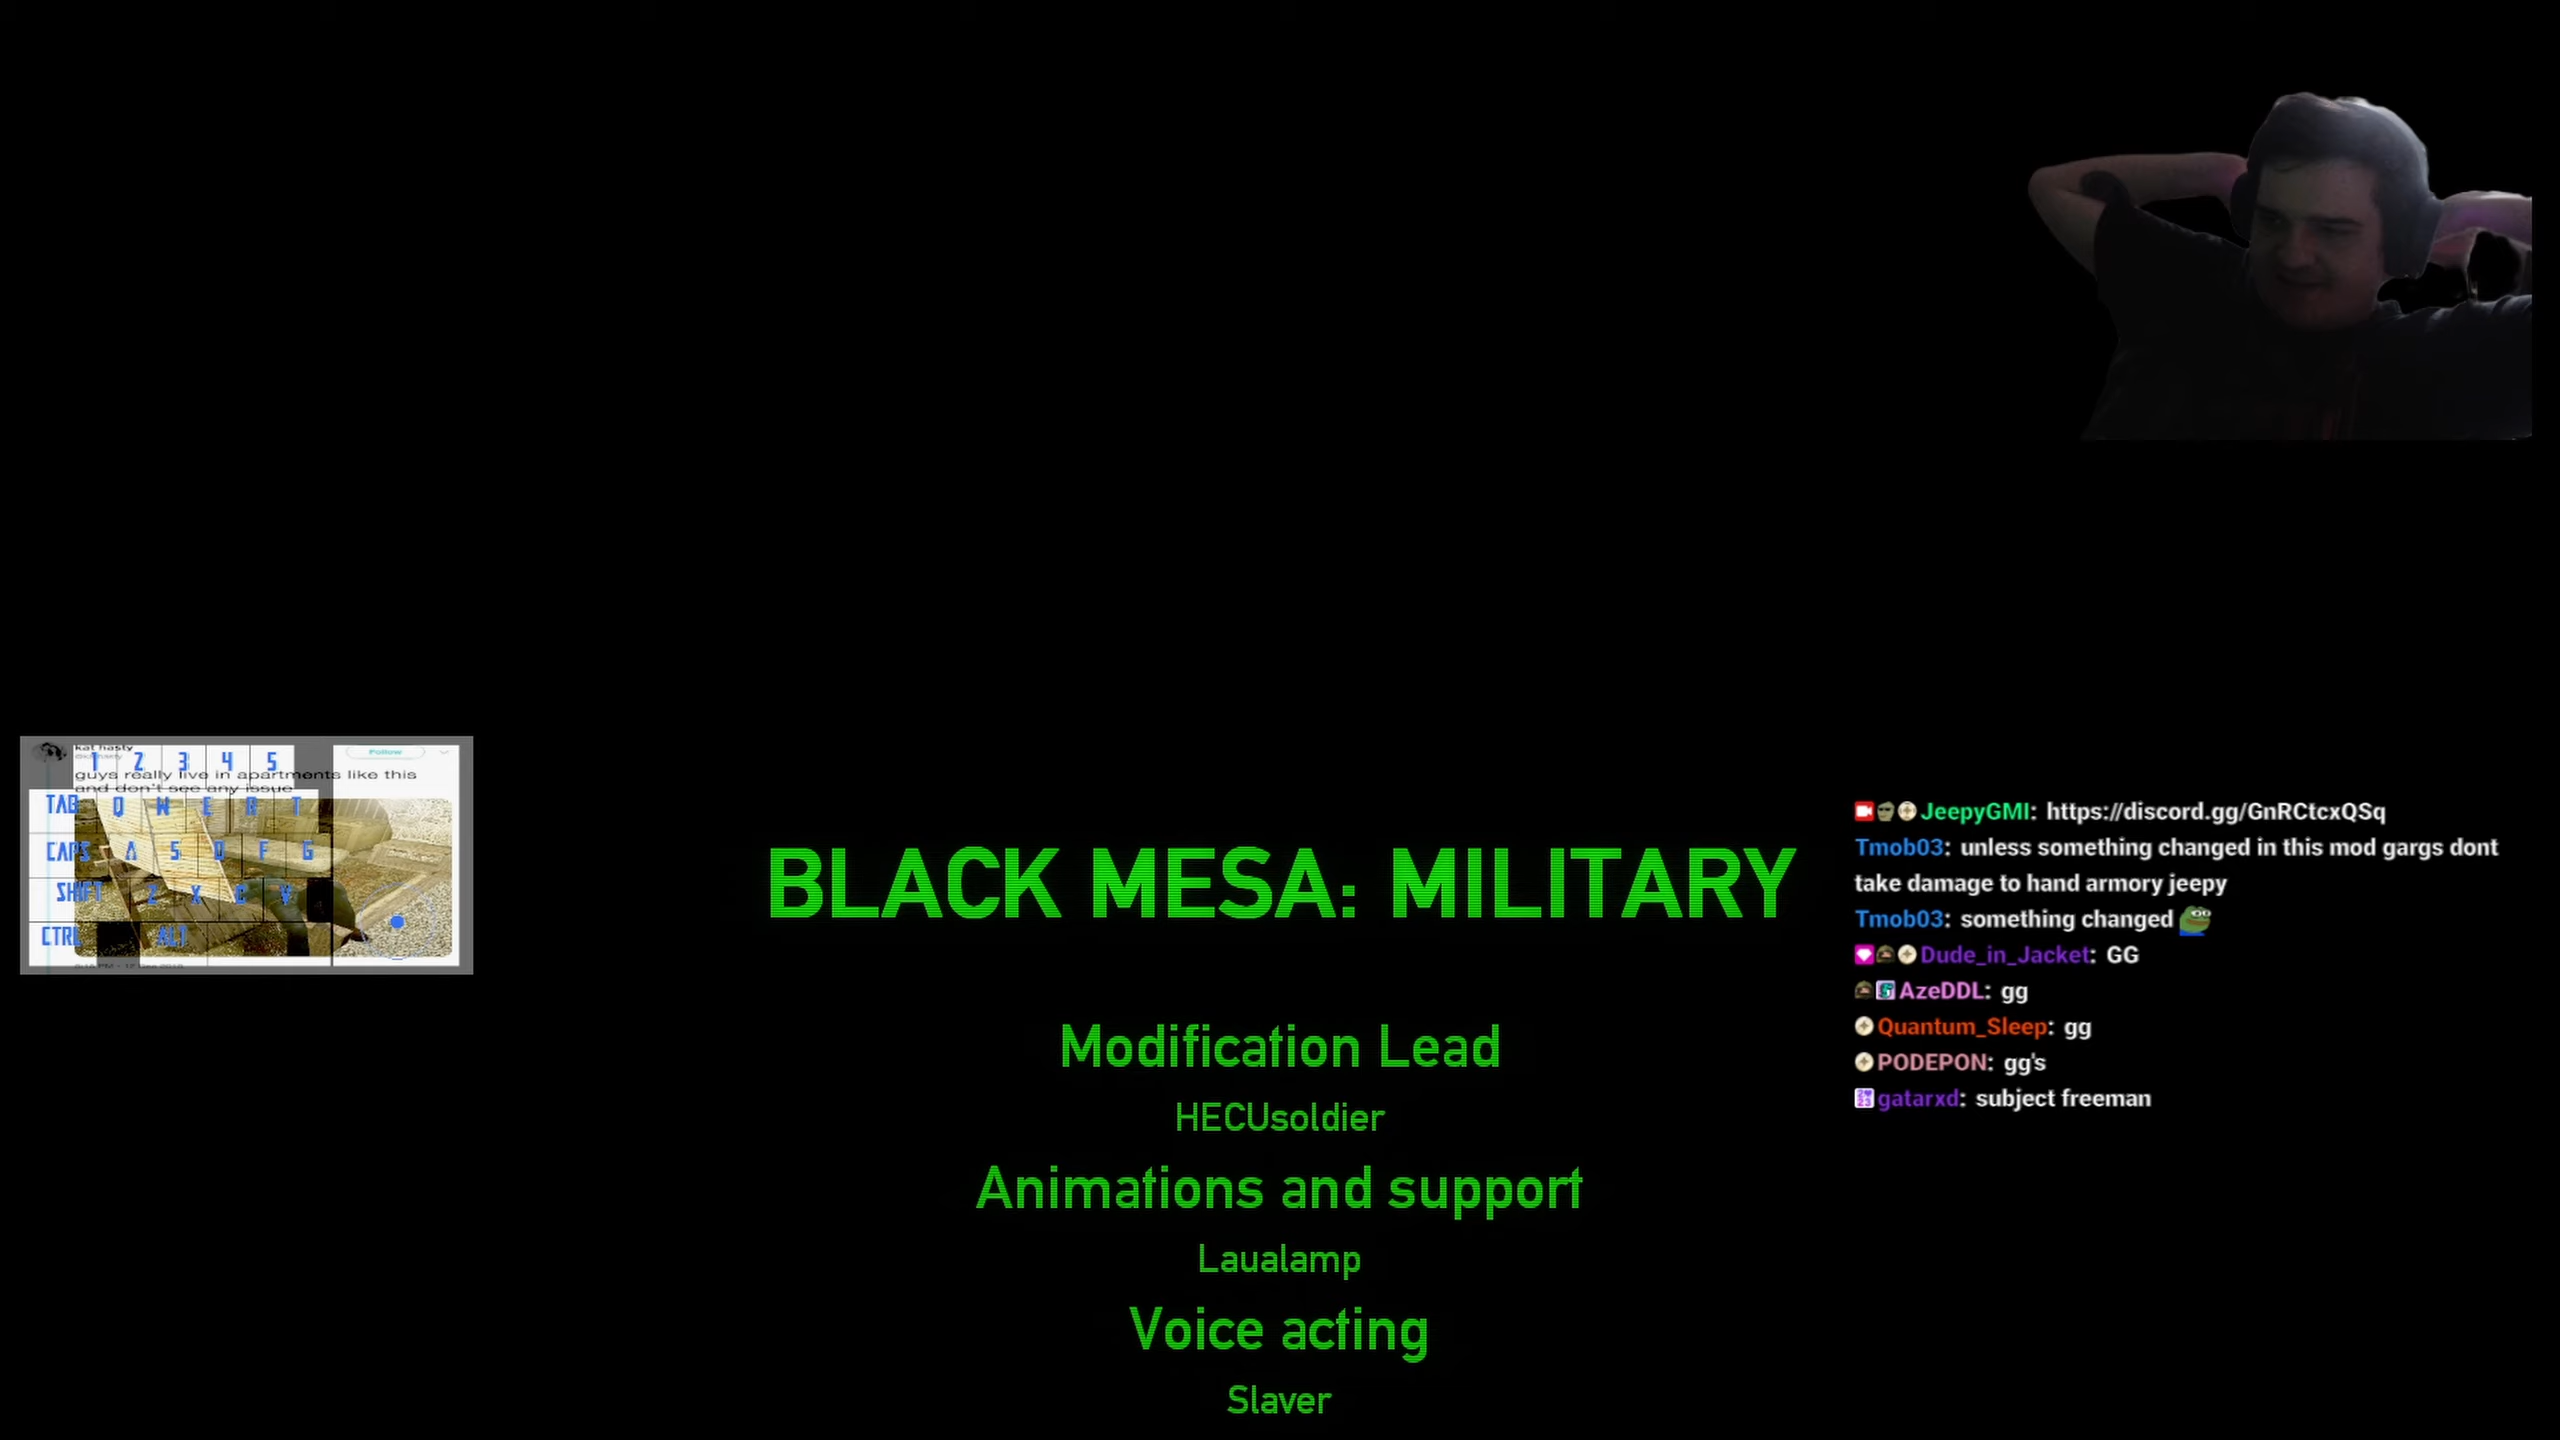 kat hasty
Follow
1 2 3 4 5
guys really live in apartments like this
and don't see any issue
TAB Q W E R T
CAPS A S D F G
SHIFT Z X C V
CTRL ALT
BLACK MESA: MILITARY
Modification Lead
HECUsoldier
Animations and support
Laualamp
Voice acting
Slaver
JeepyGMI: https://discord.gg/GnRCtcxQSq
Tmob03: unless something changed in this mod gargs dont
take damage to hand armory jeepy
Tmob03: something changed
Dude_in_Jacket: GG
AzeDDL: gg
Quantum_Sleep: gg
PODEPON: gg's
gatarxd: subject freeman